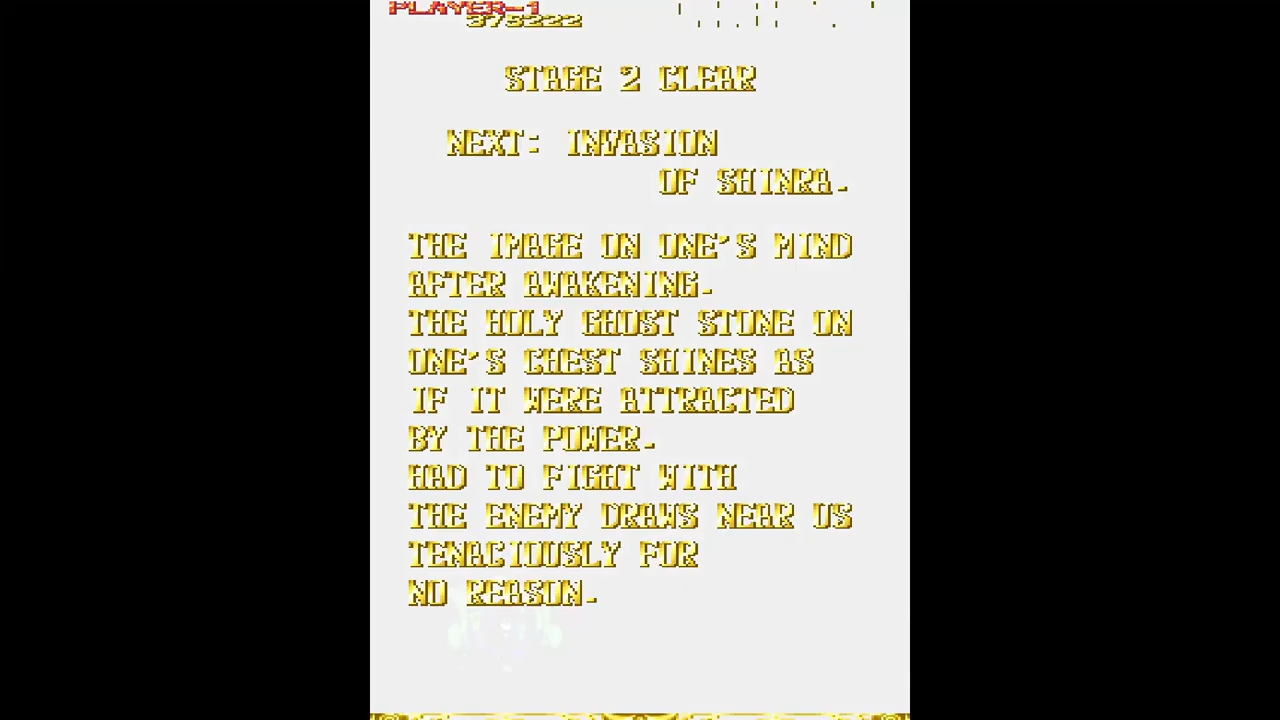 PLAYER-1
375222
STAGE 2 CLEAR
NEXT: INVASION
OF SHINRA.
THE IMAGE ON ONE'S MIND
AFTER AWAKENING.
THE HOLY GHOST STONE ON
ONE'S CHEST SHINES AS
IF IT WERE ATTRACTED
BY THE POWER.
HAD TO FIGHT WITH
THE ENEMY DRAWS NEAR US
TENACIOUSLY FOR
NO REASON.